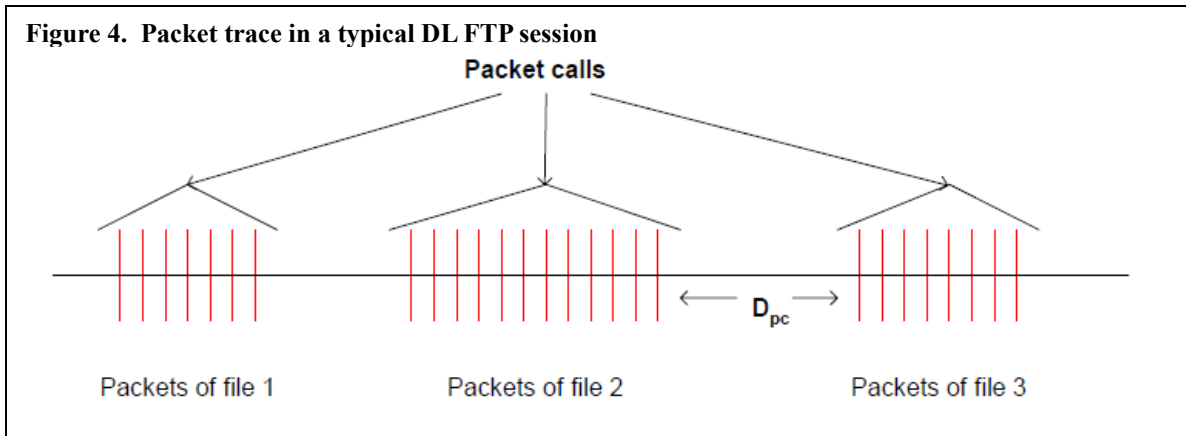 Figure 4. Packet trace in a typical DL FTP session
Packet calls
D_pc
Packets of file 1 Packets of file 2 Packets of file 3